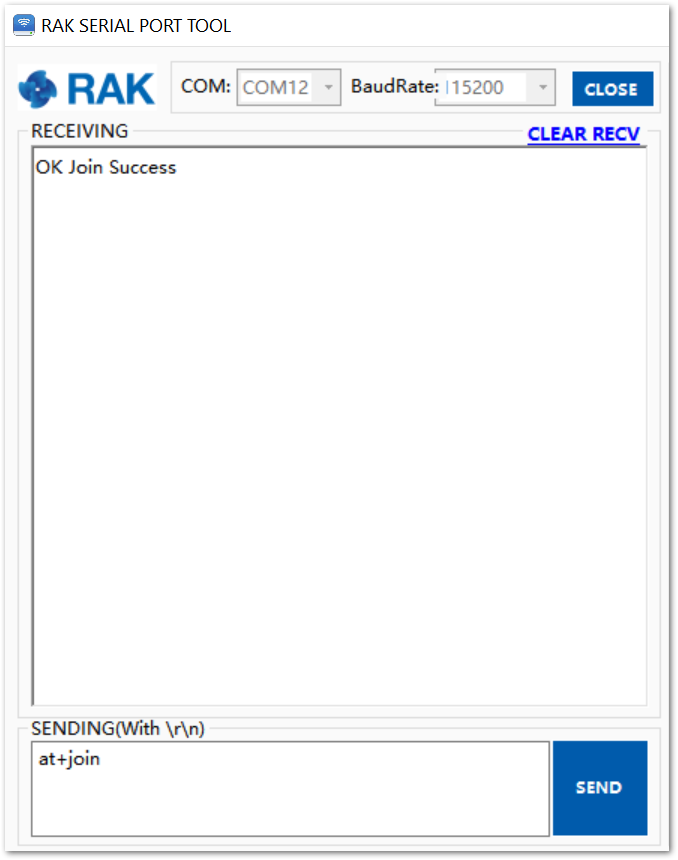 RAK SERIAL PORT TOOL
RAK COM: COM12 BaudRate: 115200 CLOSE
RECEIVING CLEAR RECV
OK Join Success
SENDING(With \r\n)
at+join
SEND